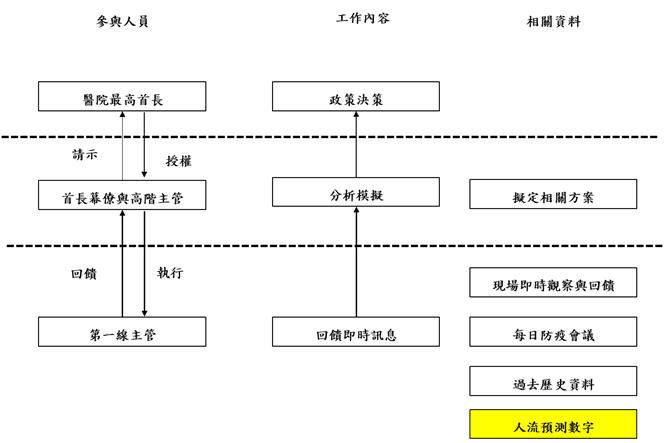 參與人員
工作內容
相關資料
醫院最高首長
政策決策
請示
授權
首長幕僚與高階主管
分析模擬
擬定相關方案
回饋
執行
現場即時觀察與回饋
第一線主管
回饋即時訊息
每日防疫會議
過去歷史資料
人流預測數字